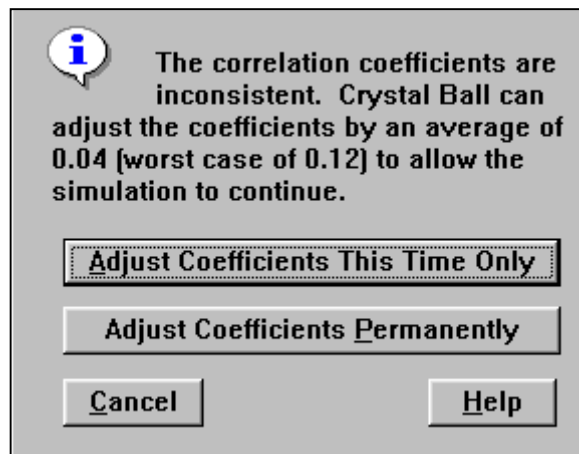 The correlation coefficients are
inconsistent. Crystal Ball can
adjust the coefficients by an average of
0.04 (worst case of 0.12) to allow the
simulation to continue.
Adjust Coefficients This Time Only
Adjust Coefficients Permanently
Cancel
Help